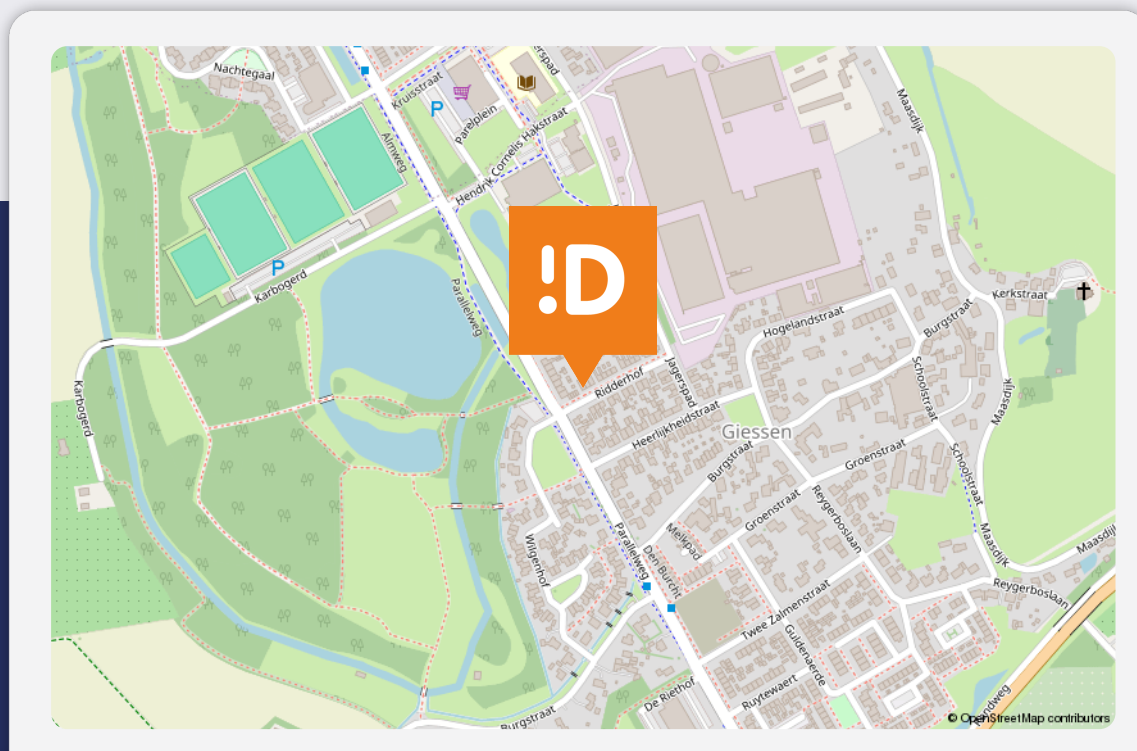 Nachtegaal
Kruisstraat
erspad
P
Parelplein
Hendrik Cornelis Hakstraat
Almweg
Maasdijk
!D
P
Karbogerd
Parallelweg
Kerkstraat
Hogelandstraat
Burgstraat
Karbogerd
Ridderhof
Jagerspad
Schoolstraat
Maasdijk
Heerlijkheidstraat
Giessen
Burgstraat
Groenstraat
Schoolstraat
Groenstraat
Reygerboslaan
Wilgenhof
Parallelweg
Melkpad
Den Burcht
Maasdijk
Maasdijk
Reygerboslaan
Twee Zalmenstraat
Guldenaerde
De Riethof
Ruytewaert
Burgstraat
© OpenStreetMap contributors